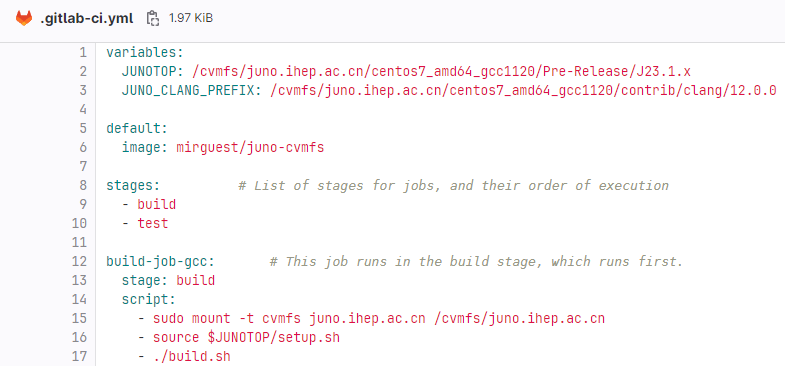 .gitlab-ci.yml 1.97 KiB
1 variables:
2 JUNOTOP: /cvmfs/juno.ihep.ac.cn/centos7_amd64_gcc1120/Pre-Release/J23.1.x
3 JUNO_CLANG_PREFIX: /cvmfs/juno.ihep.ac.cn/centos7_amd64_gcc1120/contrib/clang/12.0.0
4
5 default:
6 image: mirguest/juno-cvmfs
7
8 stages: # List of stages for jobs, and their order of execution
9 - build
10 - test
11
12 build-job-gcc: # This job runs in the build stage, which runs first.
13 stage: build
14 script:
15 - sudo mount -t cvmfs juno.ihep.ac.cn /cvmfs/juno.ihep.ac.cn
16 - source $JUNOTOP/setup.sh
17 - ./build.sh